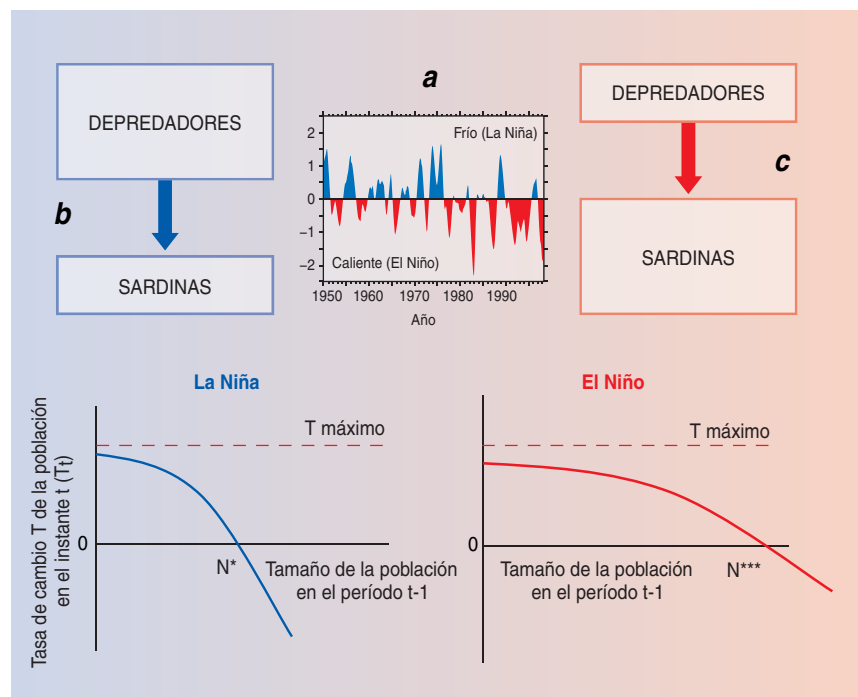 a
DEPREDADORES
b
SARDINAS
2
1
0
−1
−2
Frío (La Niña)
Caliente (El Niño)
1950 1960 1970 1980 1990
Año
DEPREDADORES
c
SARDINAS
La Niña
Tasa de cambio T de la población
en el instante t (Tt)
T máximo
0
N*
Tamaño de la población
en el período t-1
El Niño
T máximo
0
Tamaño de la población
en el período t-1
N***